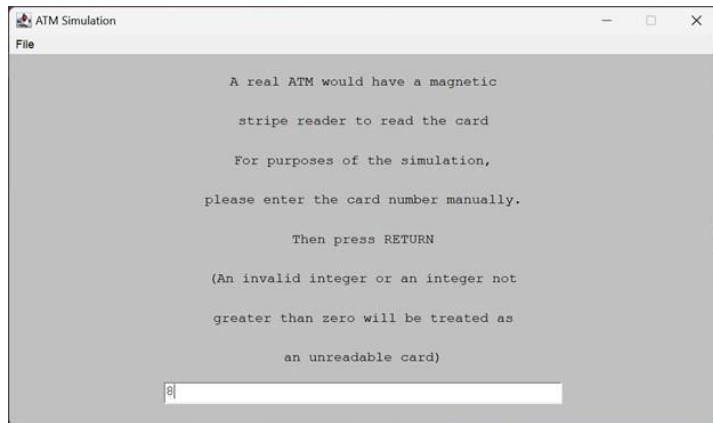 ATM Simulation
File
A real ATM would have a magnetic
stripe reader to read the card
For purposes of the simulation,
please enter the card number manually.
Then press RETURN
(An invalid integer or an integer not
greater than zero will be treated as
an unreadable card)
8